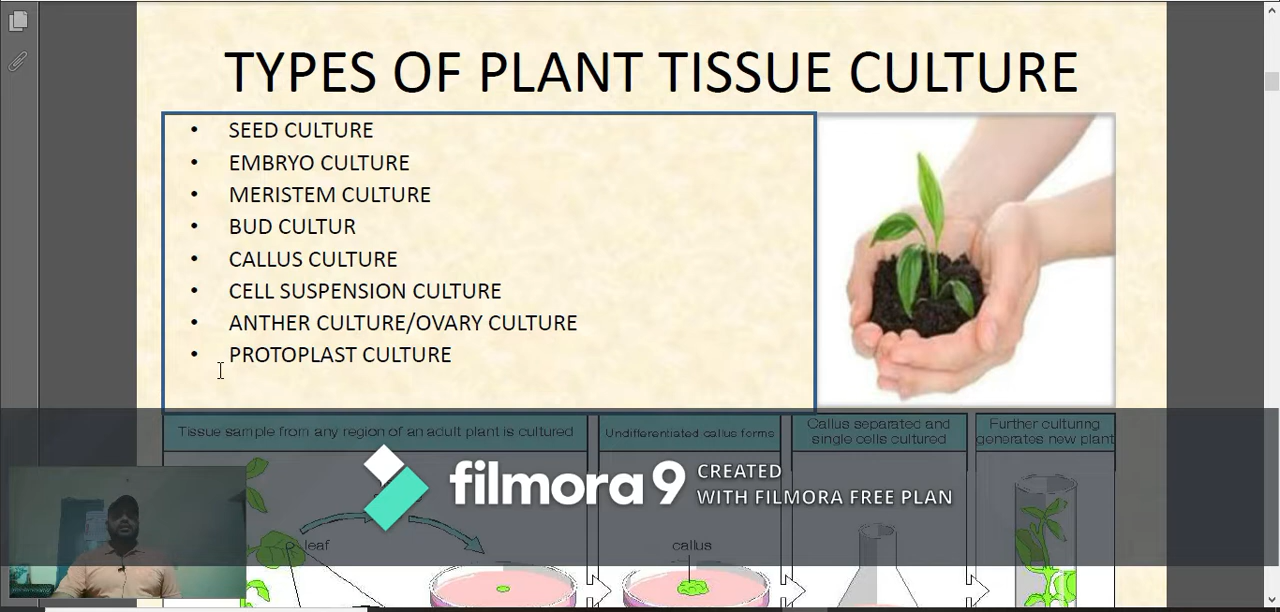 TYPES OF PLANT TISSUE CULTURE
• SEED CULTURE
• EMBRYO CULTURE
• MERISTEM CULTURE
• BUD CULTUR
• CALLUS CULTURE
• CELL SUSPENSION CULTURE
• ANTHER CULTURE/OVARY CULTURE
• PROTOPLAST CULTURE
Tissue sample from any region of an adult plant is cultured
Undifferentiated callus forms
Callus separated and
single cells cultured
Further culturing
generates new plant
filmora9
CREATED
WITH FILMORA FREE PLAN
leaf
callus